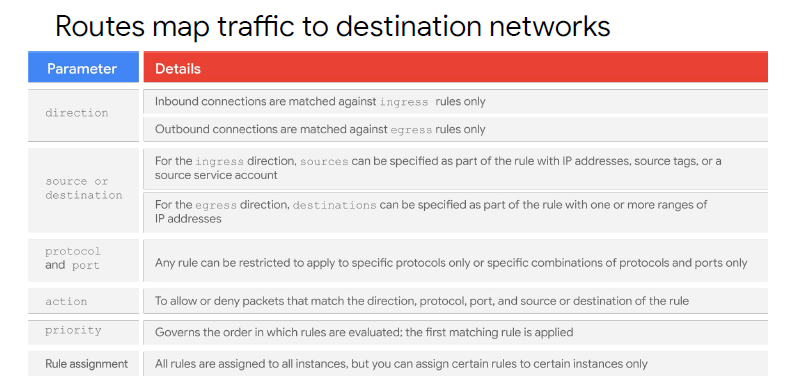 Routes map traffic to destination networks
Parameter
Details
direction
Inbound connections are matched against ingress rules only
Outbound connections are matched against egress rules only
source or
destination
For the ingress direction, sources can be specified as part of the rule with IP addresses, source tags, or a
source service account
For the egress direction, destinations can be specified as part of the rule with one or more ranges of
IP addresses
protocol
and port
Any rule can be restricted to apply to specific protocols only or specific combinations of protocols and ports only
action
To allow or deny packets that match the direction, protocol, port, and source or destination of the rule
priority
Governs the order in which rules are evaluated; the first matching rule is applied
Rule assignment
All rules are assigned to all instances, but you can assign certain rules to certain instances only